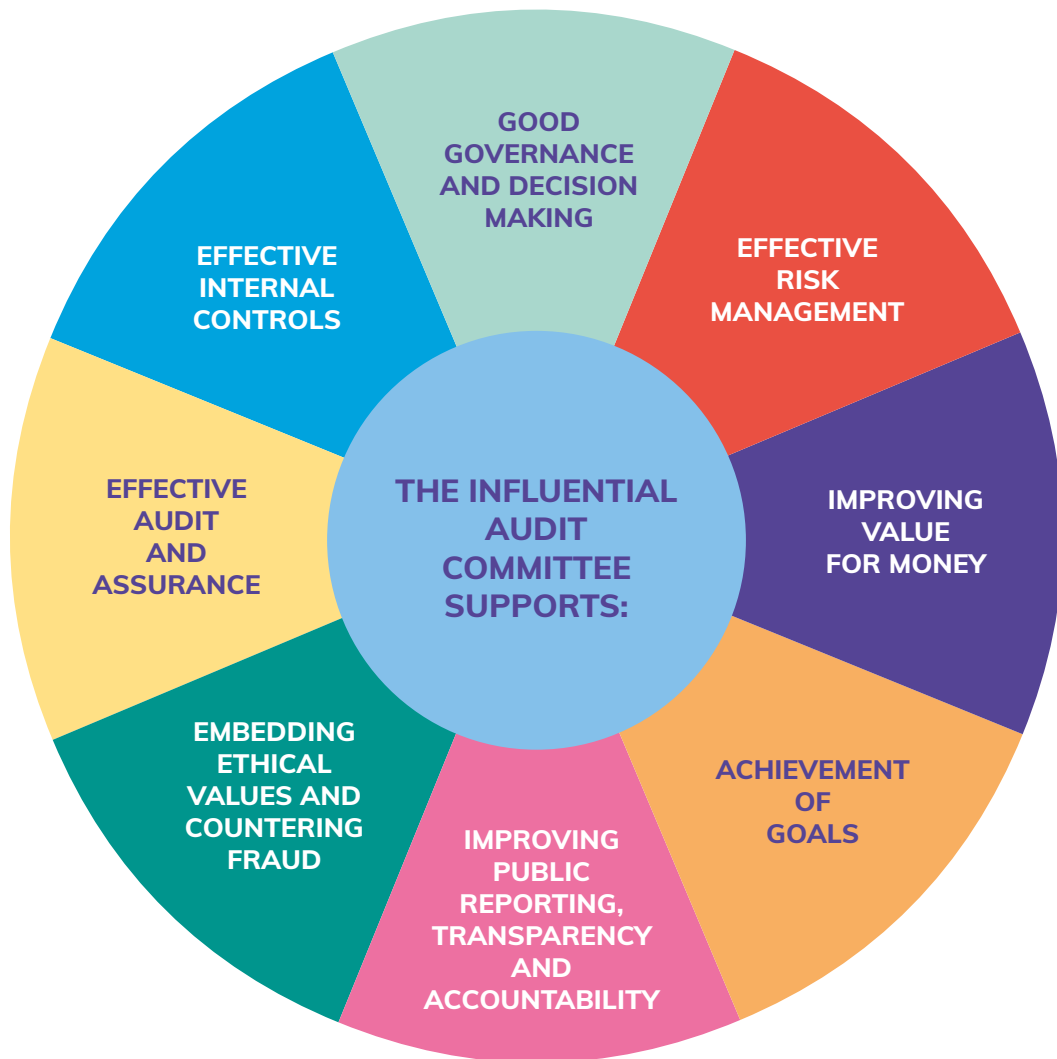 GOOD
GOVERNANCE
AND DECISION
MAKING
EFFECTIVE
RISK
MANAGEMENT
IMPROVING
VALUE
FOR MONEY
ACHIEVEMENT
OF
GOALS
IMPROVING
PUBLIC
REPORTING,
TRANSPARENCY
AND
ACCOUNTABILITY
EMBEDDING
ETHICAL
VALUES AND
COUNTERING
FRAUD
EFFECTIVE
AUDIT
AND
ASSURANCE
EFFECTIVE
INTERNAL
CONTROLS
THE INFLUENTIAL
AUDIT
COMMITTEE
SUPPORTS: